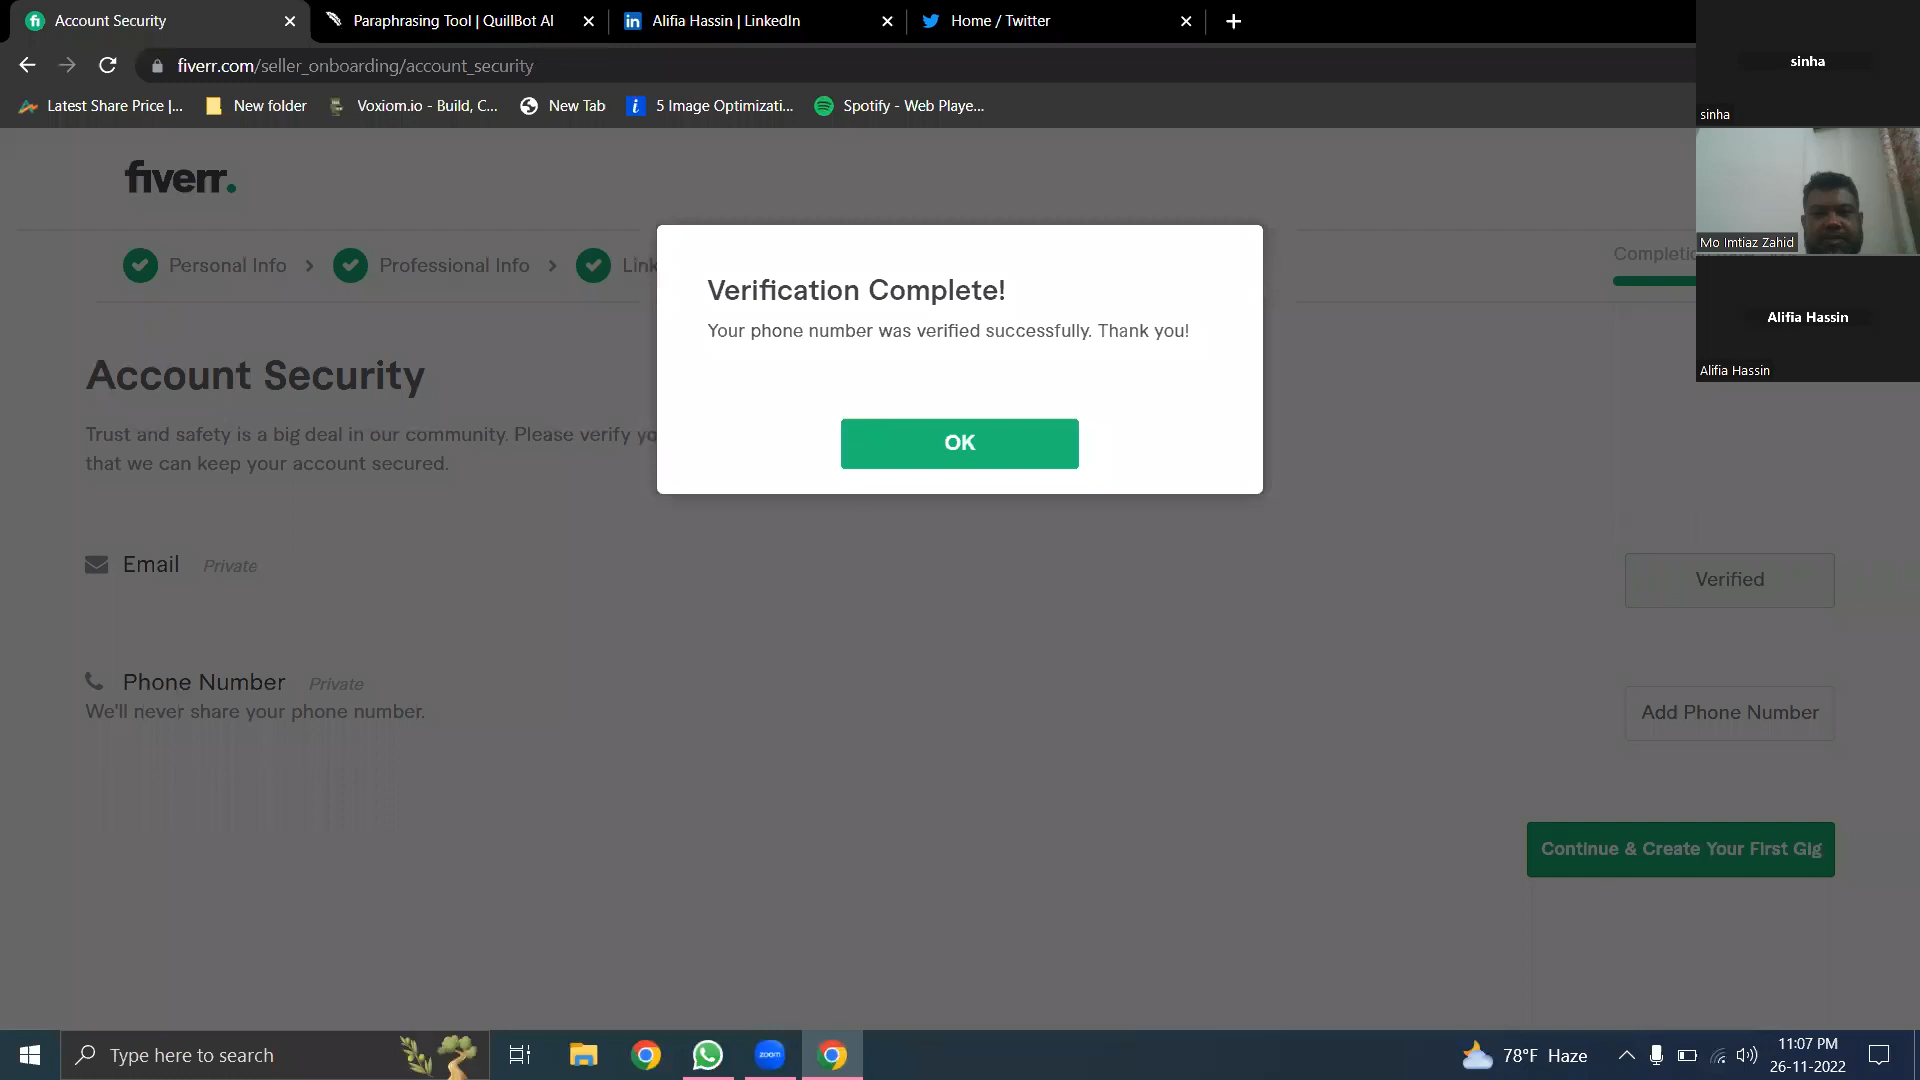 Account Security
Paraphrasing Tool | QuillBot AI
Alifia Hassin | LinkedIn
Home / Twitter
fiverr.com/seller_onboarding/account_security
Latest Share Price |...
New folder
Voxiom.io - Build, C...
New Tab
5 Image Optimizati...
Spotify - Web Playe...
sinha
sinha
Mo Imtiaz Zahid
Alifia Hassin
Alifia Hassin
fiverr.
Personal Info
Professional Info
Link
Completi
Verification Complete!
Your phone number was verified successfully. Thank you!
OK
Account Security
Trust and safety is a big deal in our community. Please verify yo
that we can keep your account secured.
Email Private
Verified
Phone Number Private
We'll never share your phone number.
Add Phone Number
Continue & Create Your First Gig
Type here to search
zoom
78°F Haze
11:07 PM
26-11-2022